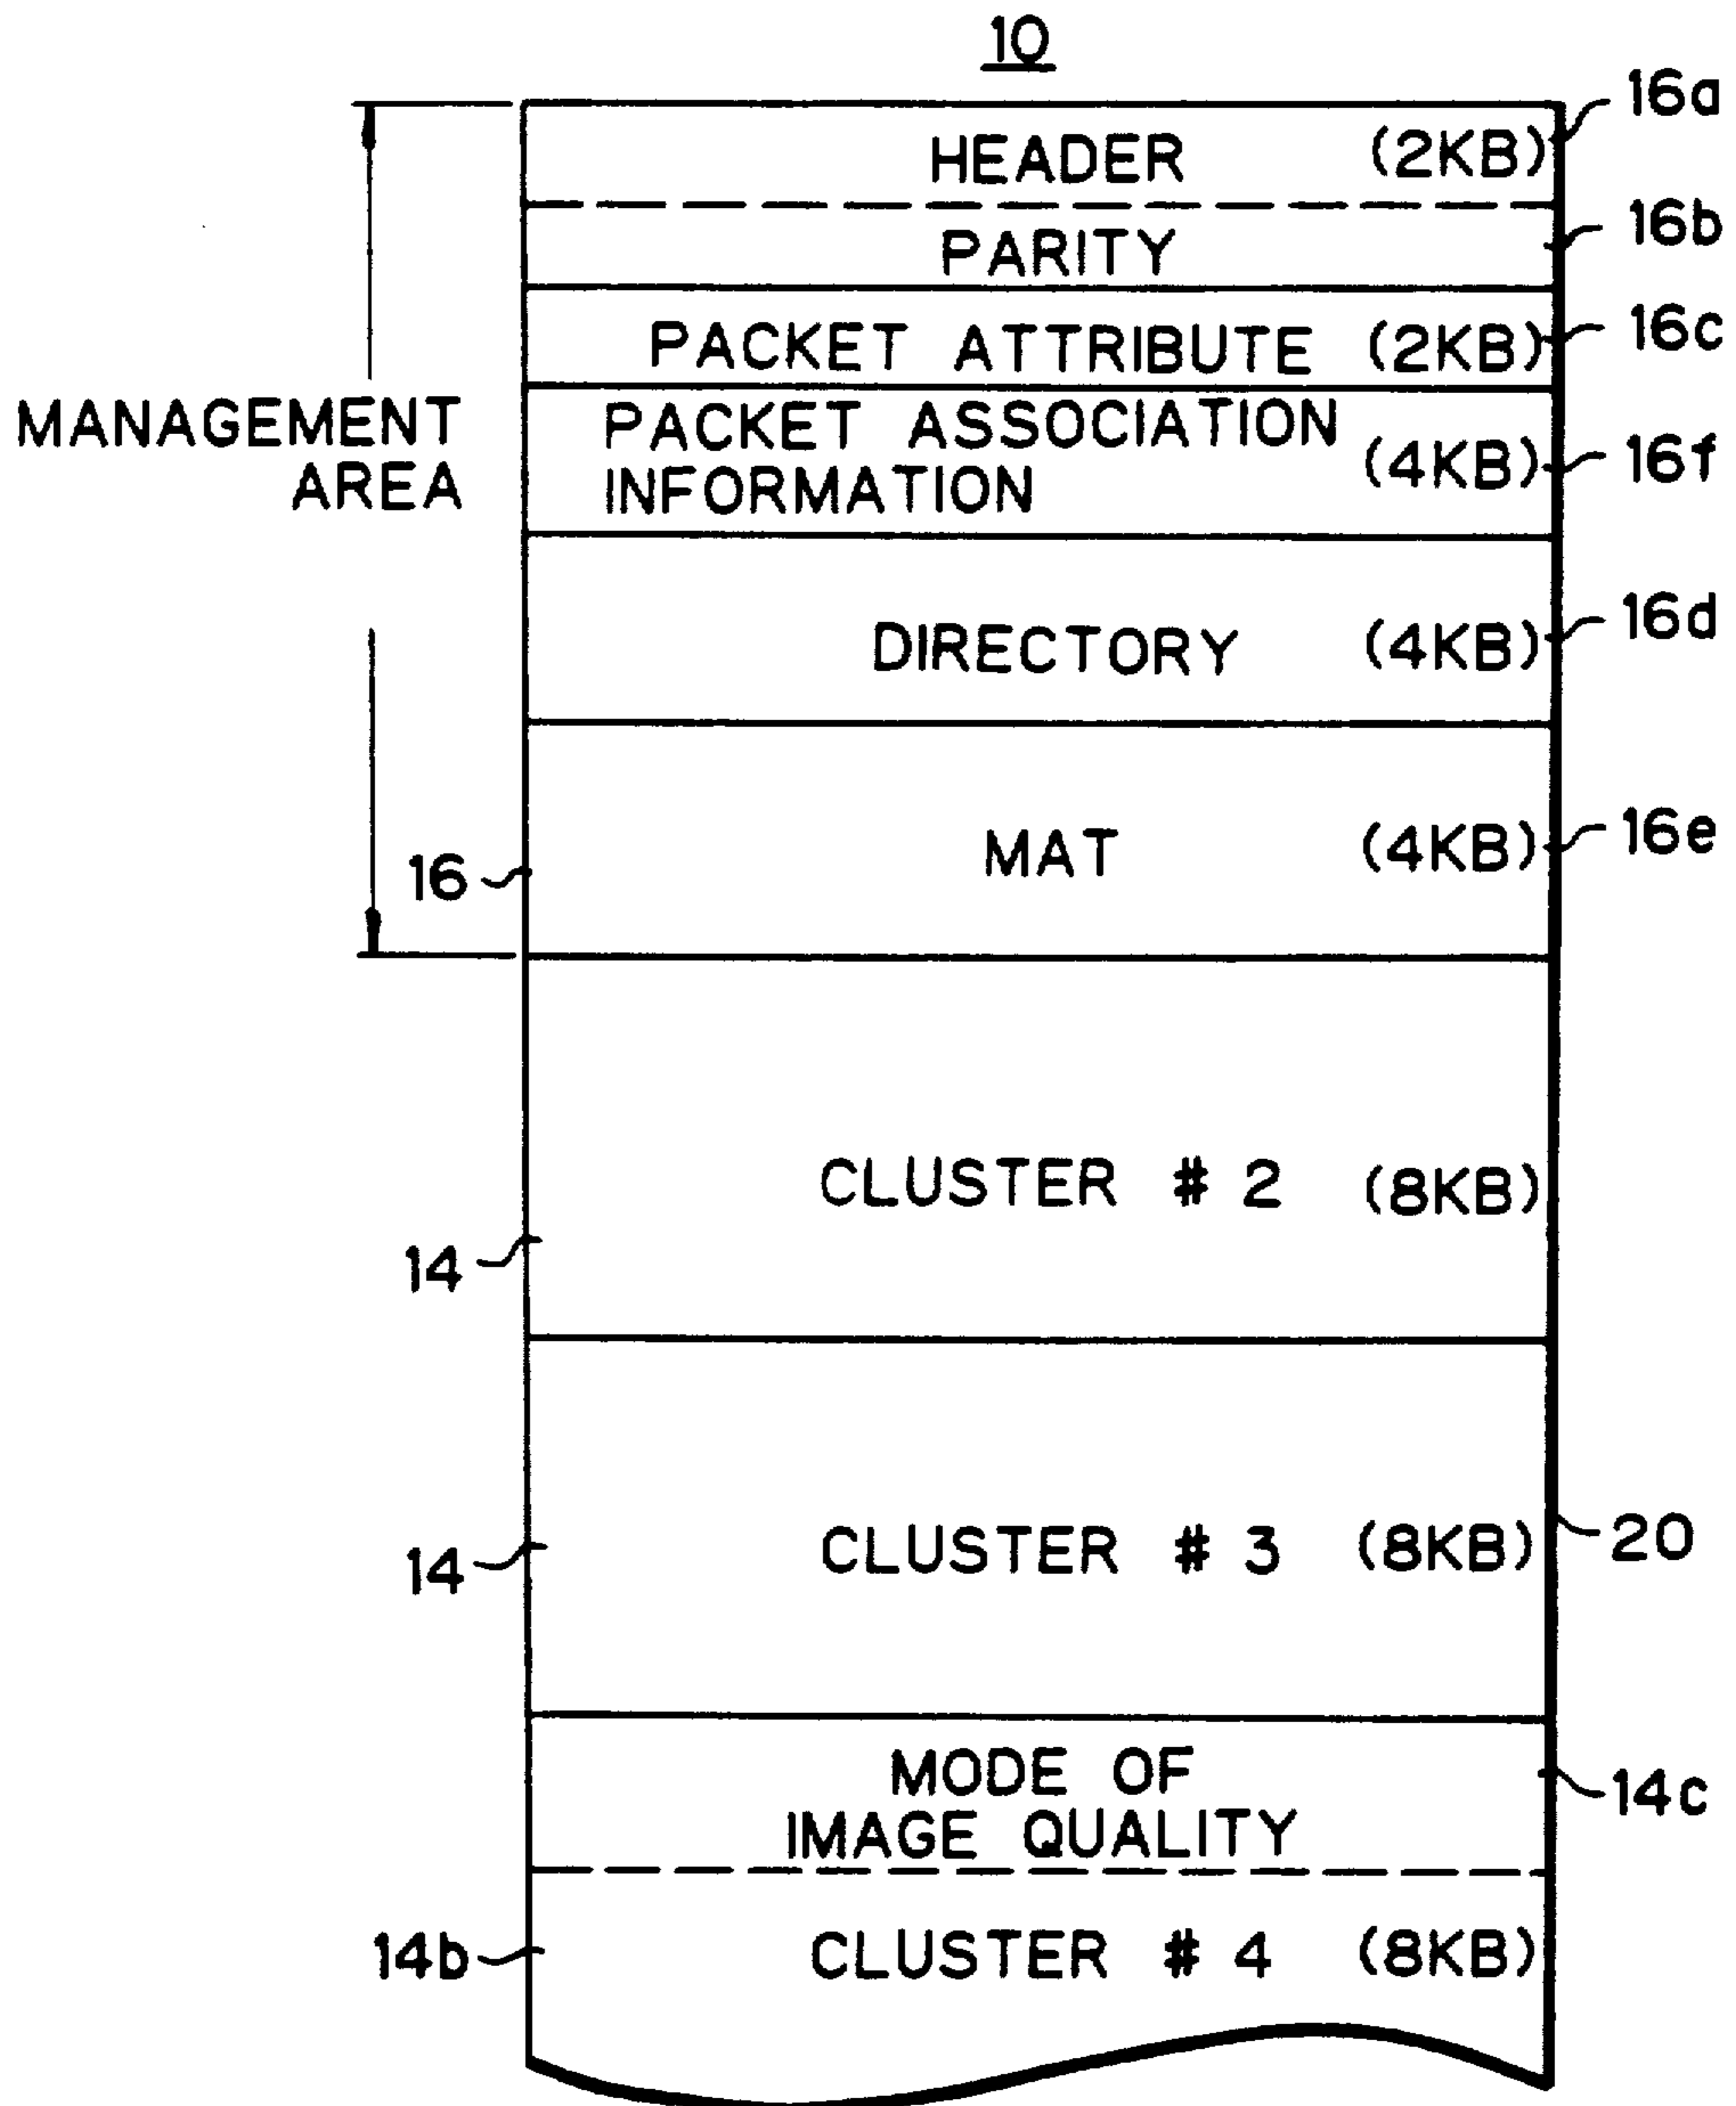 10
HEADER (2KB) 16a
PARITY 16b
PACKET ATTRIBUTE (2KB) 16c
MANAGEMENT
AREA
PACKET ASSOCIATION
INFORMATION (4KB) 16f
DIRECTORY (4KB) 16d
MAT (4KB) 16e
16
CLUSTER # 2 (8KB)
14
CLUSTER # 3 (8KB) 20
14
MODE OF
IMAGE QUALITY 14c
14b CLUSTER # 4 (8KB)